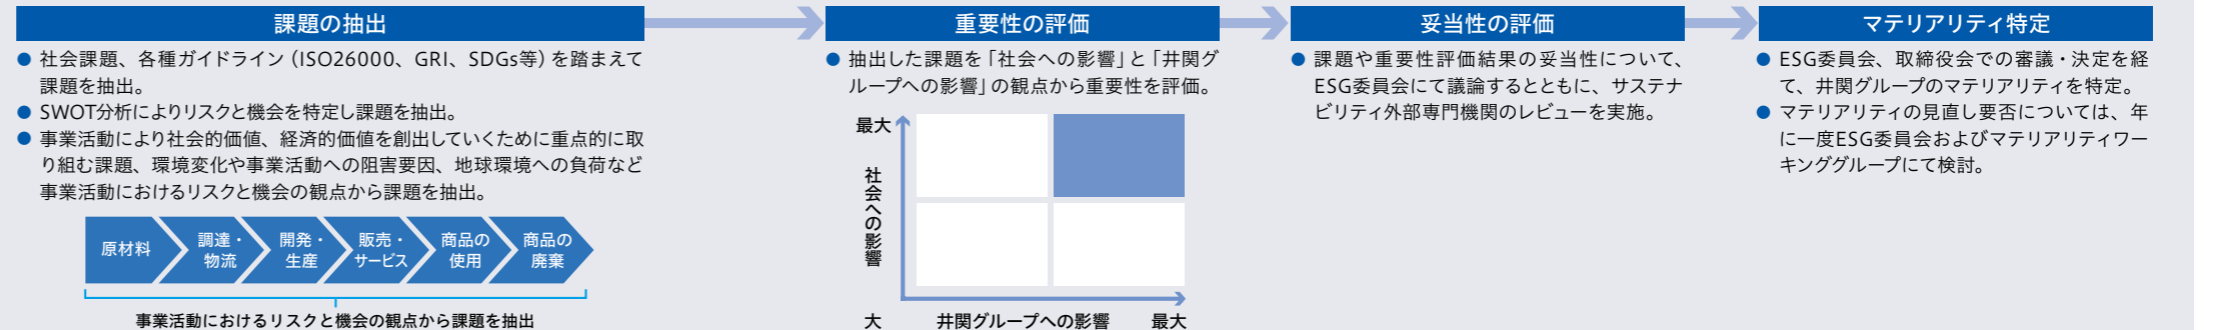 課題の抽出
● 社会課題、各種ガイドライン（ISO26000、GRI、SDGs等）を踏まえて
課題を抽出。
● SWOT分析によりリスクと機会を特定し課題を抽出。
● 事業活動により社会的価値、経済的価値を創出していくために重点的に取
り組む課題、環境変化や事業活動への阻害要因、地球環境への負荷など
事業活動におけるリスクと機会の観点から課題を抽出。
原材料
調達・
物流
開発・
生産
販売・
サービス
商品の
使用
商品の
廃棄
事業活動におけるリスクと機会の観点から課題を抽出
重要性の評価
● 抽出した課題を「社会への影響」と「井関グ
ループへの影響」の観点から重要性を評価。
最大
社会への影響
大
井関グループへの影響
最大
妥当性の評価
● 課題や重要性評価結果の妥当性について、
ESG委員会にて議論するとともに、サステナ
ビリティ外部専門機関のレビューを実施。
マテリアリティ特定
● ESG委員会、取締役会での審議・決定を経
て、井関グループのマテリアリティを特定。
● マテリアリティの見直し要否については、年
に一度ESG委員会およびマテリアリティワー
キンググループにて検討。